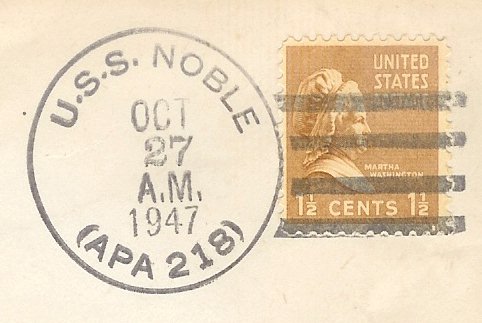 U.S.S. NOBLE
OCT
27
A.M.
1947
(APA 218)
UNITED
STATES
MARTHA
WASHINGTON
1½ CENTS 1½